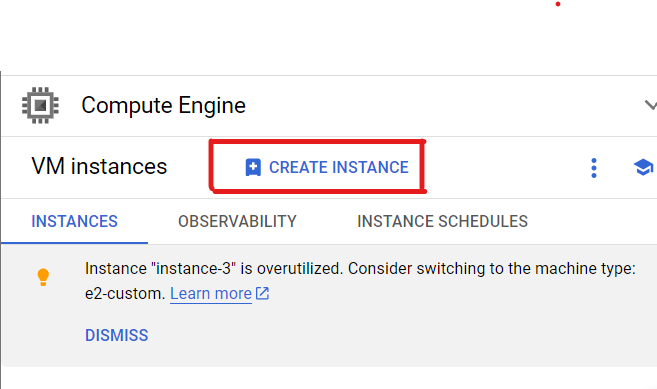 Compute Engine
VM instances
CREATE INSTANCE
INSTANCES
OBSERVABILITY
INSTANCE SCHEDULES
Instance "instance-3" is overutilized. Consider switching to the machine type:
e2-custom. Learn more
DISMISS